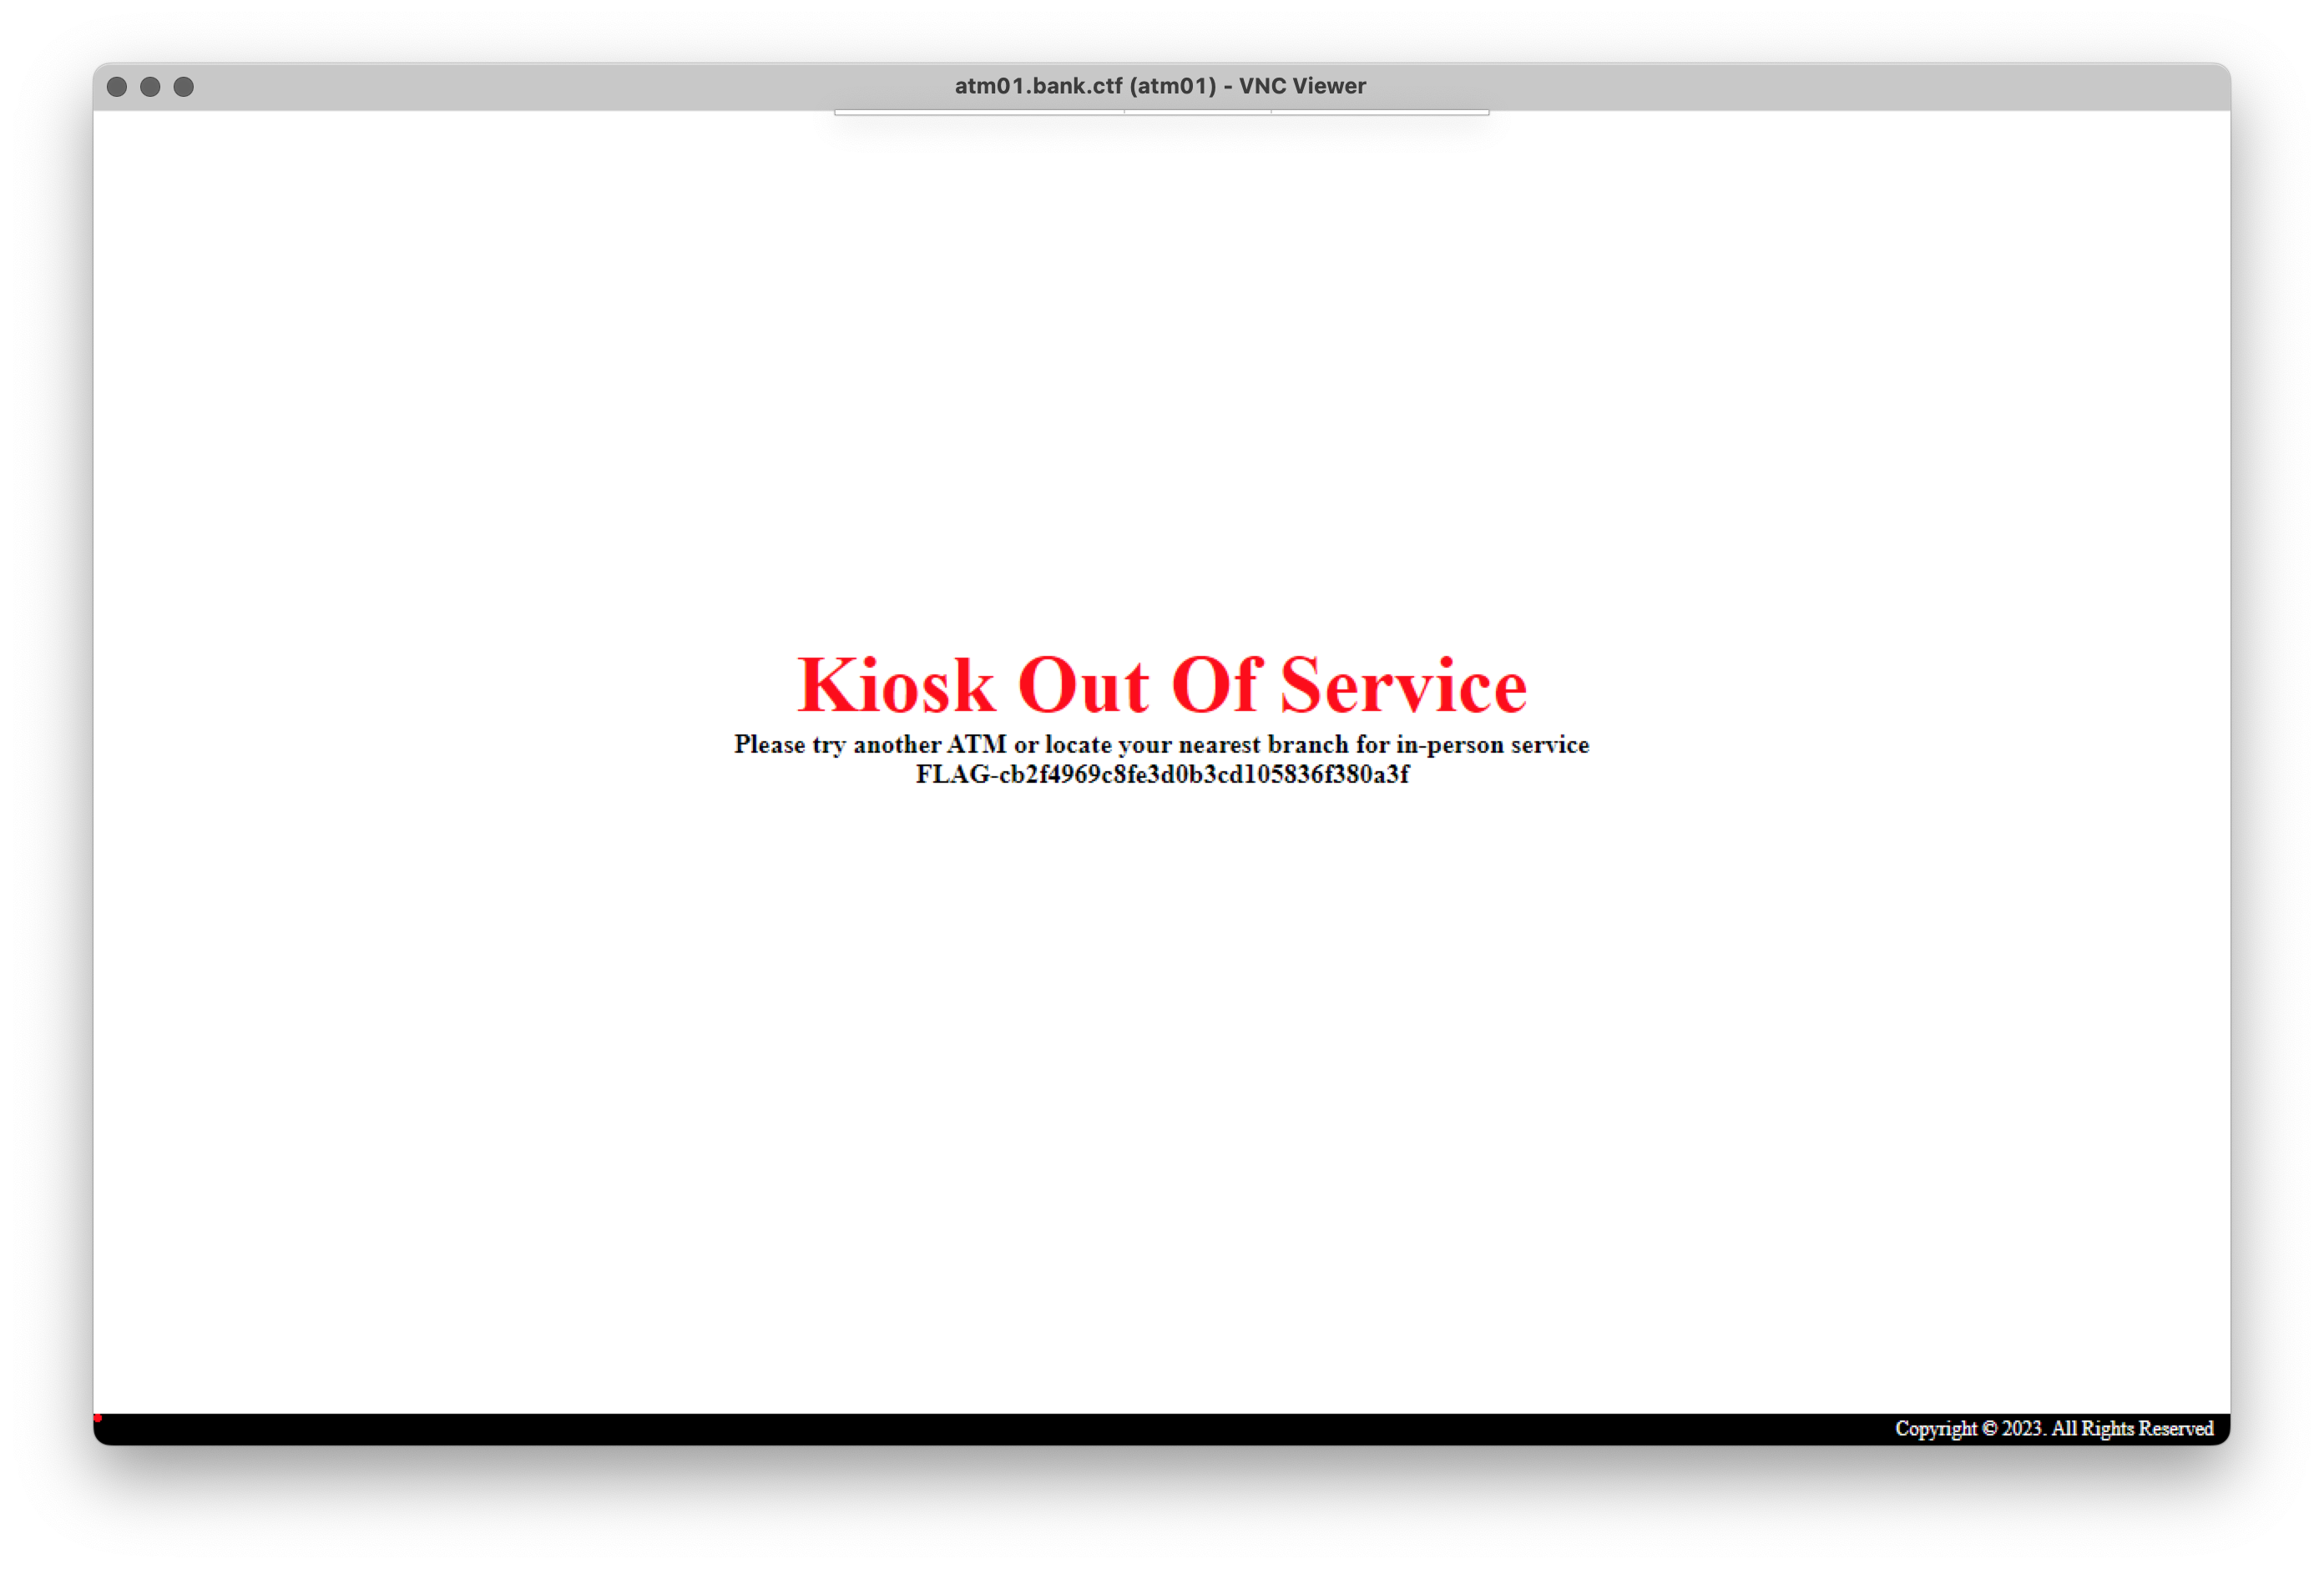 atm01.bank.ctf (atm01) - VNC Viewer
Kiosk Out Of Service
Please try another ATM or locate your nearest branch for in-person service
FLAG-cb2f4969c8fe3d0b3cd105836f380a3f
Copyright © 2023. All Rights Reserved